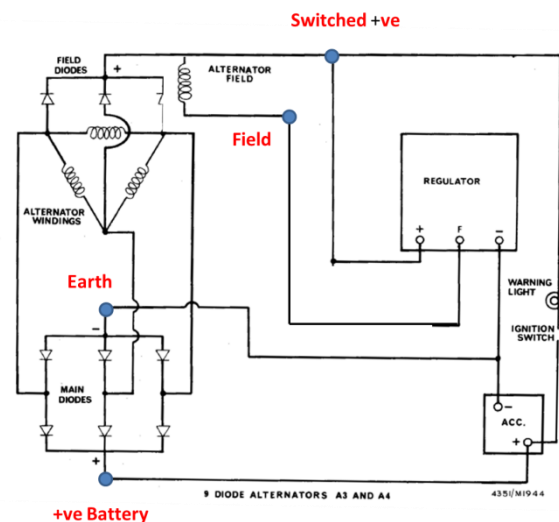 Switched +ve
FIELD
DIODES
+
ALTERNATOR
FIELD
Field
REGULATOR
ALTERNATOR
WINDINGS
+ F -
Earth
WARNING
LIGHT
IGNITION
SWITCH
-
MAIN
DIODES
-
ACC.
+
+
9 DIODE ALTERNATORS A3 AND A4
4351/M1944
+ve Battery